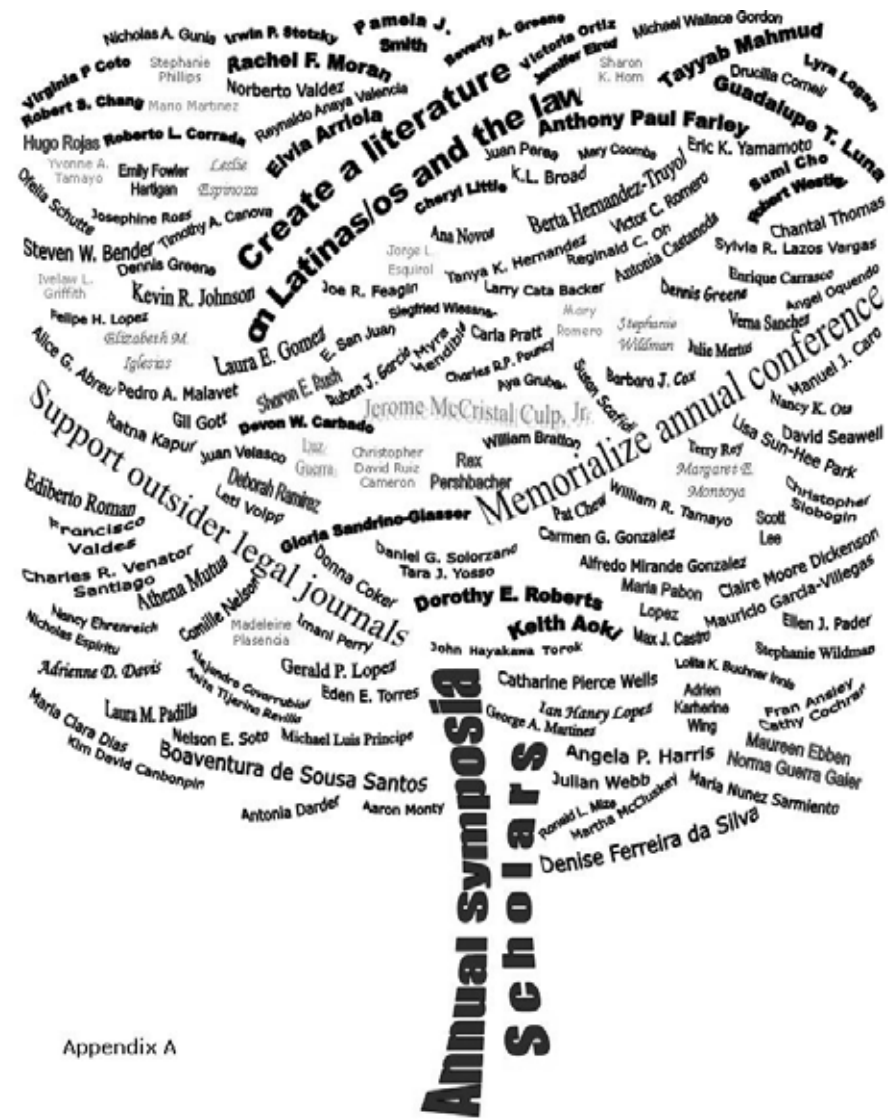 Nicholas A. Gunia
Irwin P. Stotzky
Pamela J.
Smith
Beverly A. Greene
Victoria Ortiz
Michael Wallace Gordon
Virginia P Coto
Stephanie
Phillips
Rachel F. Moran
Jennifer Elrod
Sharon
K. Hom
Tayyab Mahmud
Lyra Logan
Robert S. Chang
Mario Martinez
Norberto Valdez
Drucilla Cornell
Guadalupe T. Luna
Reynaldo Anaya Valencia
Create a literature
on Latinas/os and the law
Hugo Rojas
Roberto L. Corrada
Elvia Arriola
Anthony Paul Farley
Yvonne A.
Tamayo
Emily Fowler
Hartigan
Leslie
Espinoza
Juan Perea
Mary Coombs
Eric K. Yamamoto
Ofelia Schutte
Cheryl Little
K.L. Broad
Sumi Cho
Robert Westley
Josephine Ross
Timothy A. Canova
Berta Hernandez-Truyol
Victor C. Romero
Chantal Thomas
Steven W. Bender
Ana Novos
Reginald C. Oh
Antonia Castaneda
Sylvia R. Lazos Vargas
Dennis Greene
Jorge L.
Esquirol
Tanya K. Hernandez
Ivelaw L.
Griffith
Kevin R. Johnson
Joe R. Feagin
Larry Cata Backer
Dennis Greene
Enrique Carrasco
Angel Oquendo
Felipe H. Lopez
Elizabeth M.
Iglesias
Siegfried Wiessner
Mary
Romero
Stephanie
Wildman
Verna Sanchez
Laura E. Gomez
E. San Juan
Myra
Mendible
Carla Pratt
Julie Mertus
Manuel J. Caro
Alice G. Abreu
Pedro A. Malavet
Sharon E. Rush
Ruben J. Garcia
Charles R.P. Pouncy
Aya Gruber
Susan Scafidi
Barbara J. Cox
Memorialize annual conference
Nancy K. Ota
Support outsider legal journals
Ratna Kapur
Gil Gott
Devon W. Carbado
Jerome McCristal Culp, Jr.
Lisa Sun-Hee Park
David Seawell
Juan Velasco
Luz
Guerra
Christopher
David Ruiz
Cameron
William Bratton
Rex
Pershbacher
Terry Rey
Margaret E.
Montoya
Ediberto Roman
Deborah Ramirez
Leti Volpp
Pat Chew
William R. Tamayo
Christopher
Slobogin
Francisco
Valdes
Gloria Sandrino-Glasser
Carmen G. Gonzalez
Scott
Lee
Charles R. Venator
Santiago
Athena Mutua
Donna Coker
Daniel G. Solorzano
Tara J. Yosso
Alfredo Mirande Gonzalez
Claire Moore Dickenson
Camille Nelson
Dorothy E. Roberts
Maria Pabon
Lopez
Mauricio Garcia-Villegas
Nancy Ehrenreich
Nicholas Espiritu
Madeleine
Plasencia
Imani Perry
Keith Aoki
Max J. Castro
Ellen J. Pader
John Hayakawa Torok
Stephanie Wildman
Adrienne D. Davis
Alejandro Covarrubias
Anita Tijerina Revilla
Gerald P. Lopez
Eden E. Torres
Catharine Pierce Wells
Lolita K. Buckner Inniss
Maria Clara Dias
Laura M. Padilla
George A. Martinez
Ian Haney Lopez
Adrien
Katherine
Wing
Fran Ansley
Cathy Cochran
Kim David Canbonpin
Nelson E. Soto
Michael Luis Principe
Angela P. Harris
Maureen Ebben
Boaventura de Sousa Santos
Julian Webb
Norma Guerra Gaier
Antonia Darder
Aaron Monty
Ronald L. Mize
Martha McCluskey
Maria Nunez Sarmiento
Denise Ferreira da Silva
Annual Symposia
Scholars
Appendix A